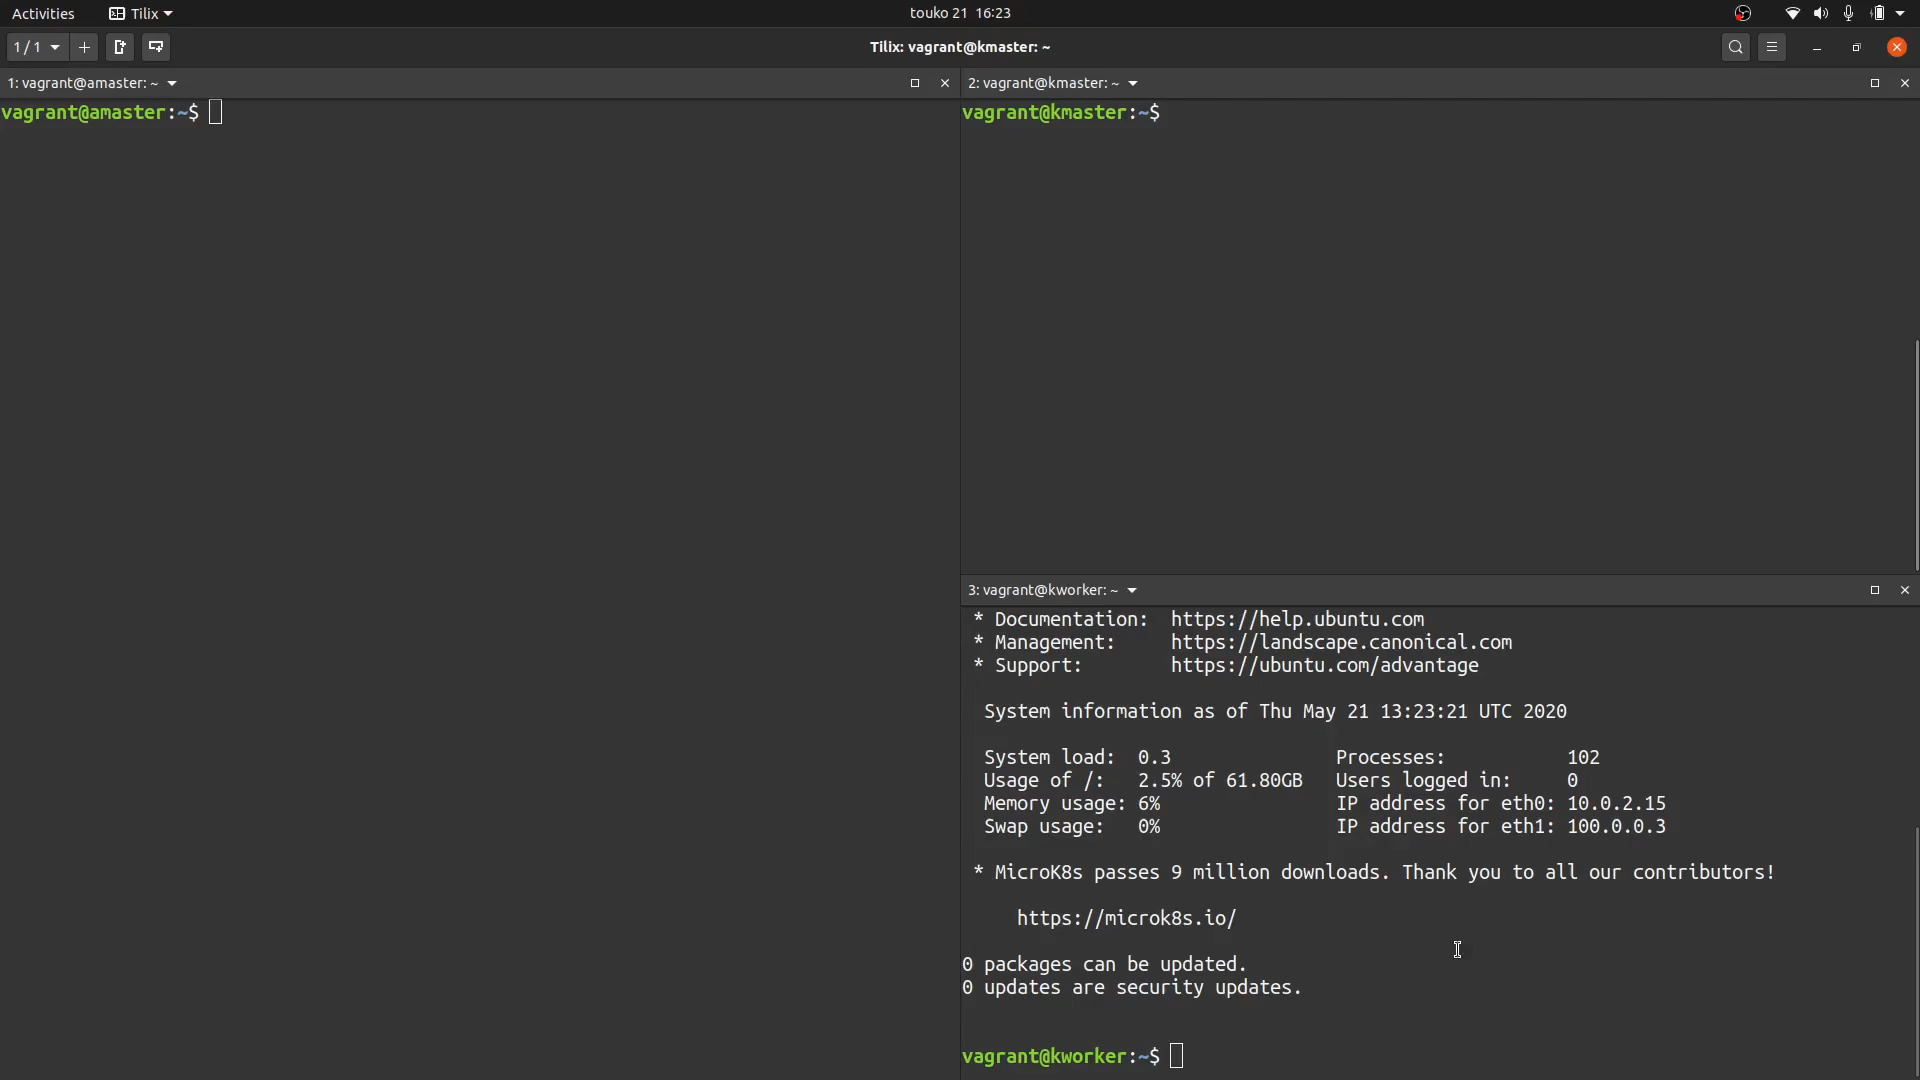 Activities Tilix touko 21 16:23
1 / 1 Tilix: vagrant@kmaster: ~
1: vagrant@amaster: ~
vagrant@amaster:~$
2: vagrant@kmaster: ~
vagrant@kmaster:~$
3: vagrant@kworker: ~
* Documentation: https://help.ubuntu.com
* Management: https://landscape.canonical.com
* Support: https://ubuntu.com/advantage
System information as of Thu May 21 13:23:21 UTC 2020
System load: 0.3 Processes: 102
Usage of /: 2.5% of 61.80GB Users logged in: 0
Memory usage: 6% IP address for eth0: 10.0.2.15
Swap usage: 0% IP address for eth1: 100.0.0.3
* MicroK8s passes 9 million downloads. Thank you to all our contributors!
https://microk8s.io/
0 packages can be updated.
0 updates are security updates.
vagrant@kworker:~$